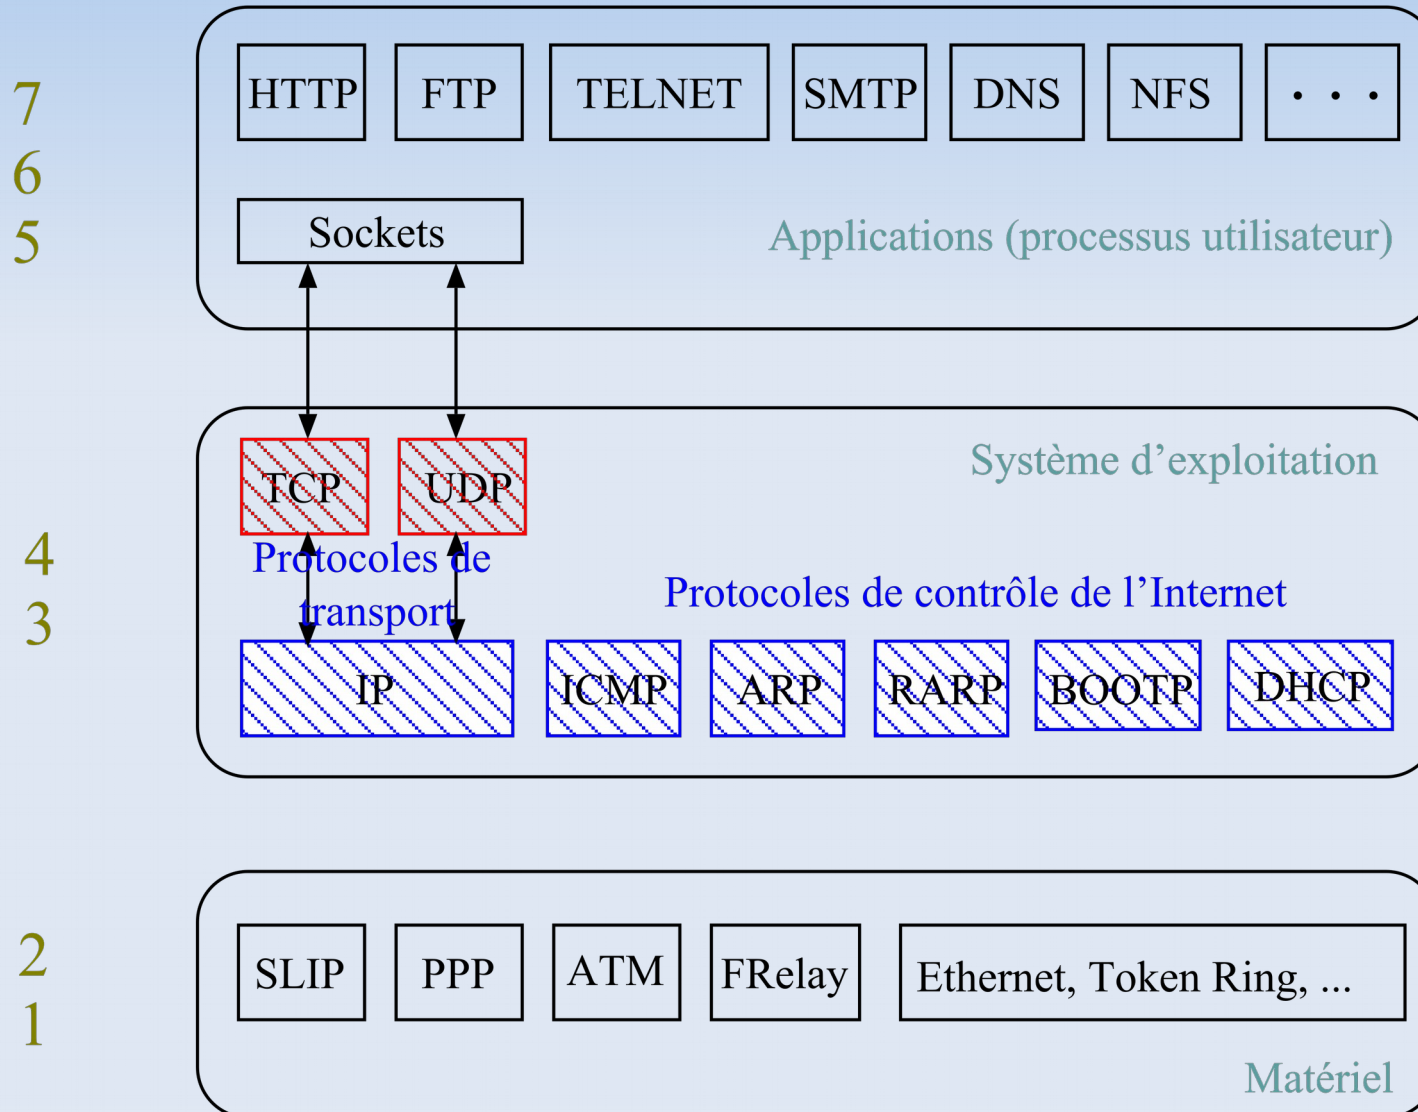 7
HTTP
FTP
TELNET
SMTP
DNS
NFS
. . .
6
5
Sockets
Applications (processus utilisateur)
Système d’exploitation
TCP
UDP
4
Protocoles de
transport
3
Protocoles de contrôle de l’Internet
IP
ICMP
ARP
RARP
BOOTP
DHCP
2
SLIP
PPP
ATM
FRelay
Ethernet, Token Ring, ...
1
Matériel